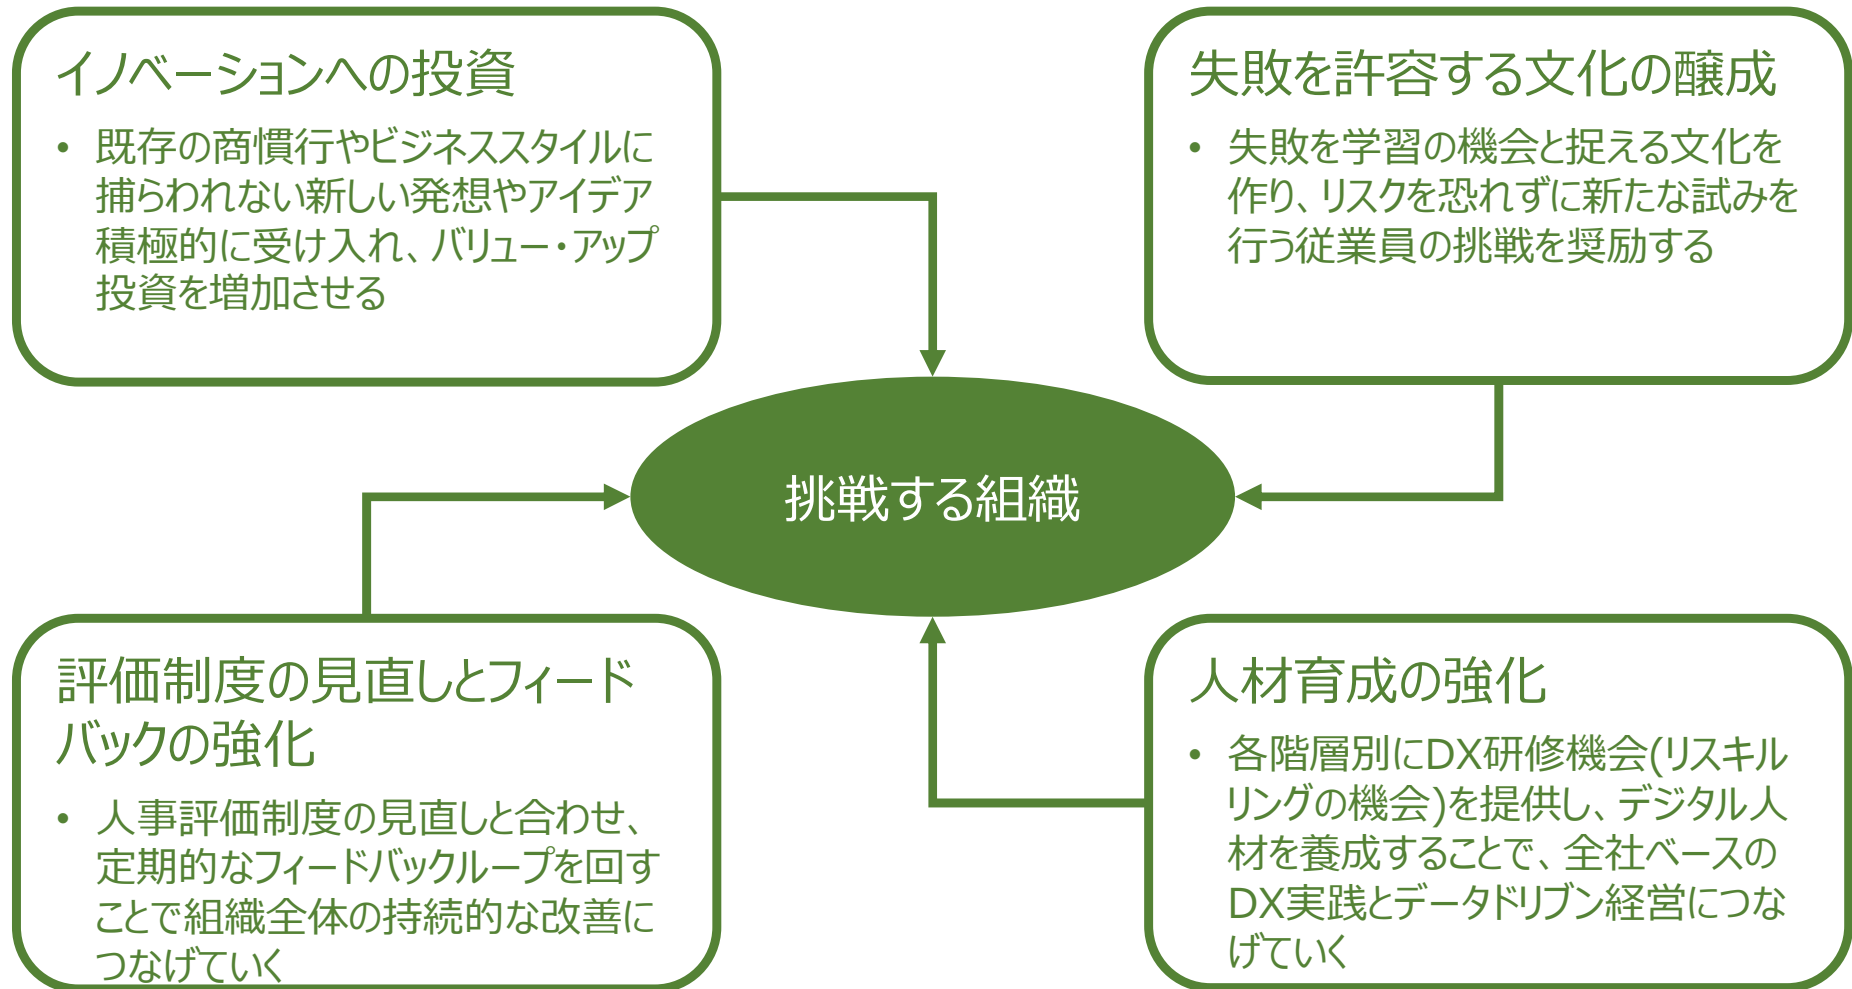 イノベーションへの投資
• 既存の商慣行やビジネススタイルに
捕らわれない新しい発想やアイデア
積極的に受け入れ、バリュー・アップ
投資を増加させる
失敗を許容する文化の醸成
• 失敗を学習の機会と捉える文化を
作り、リスクを恐れずに新たな試みを
行う従業員の挑戦を奨励する
挑戦する組織
評価制度の見直しとフィード
バックの強化
• 人事評価制度の見直しと合わせ、
定期的なフィードバックループを回す
ことで組織全体の持続的な改善に
つなげていく
人材育成の強化
• 各階層別にDX研修機会(リスキル
リングの機会)を提供し、デジタル人
材を養成することで、全社ベースの
DX実践とデータドリブン経営につな
げていく